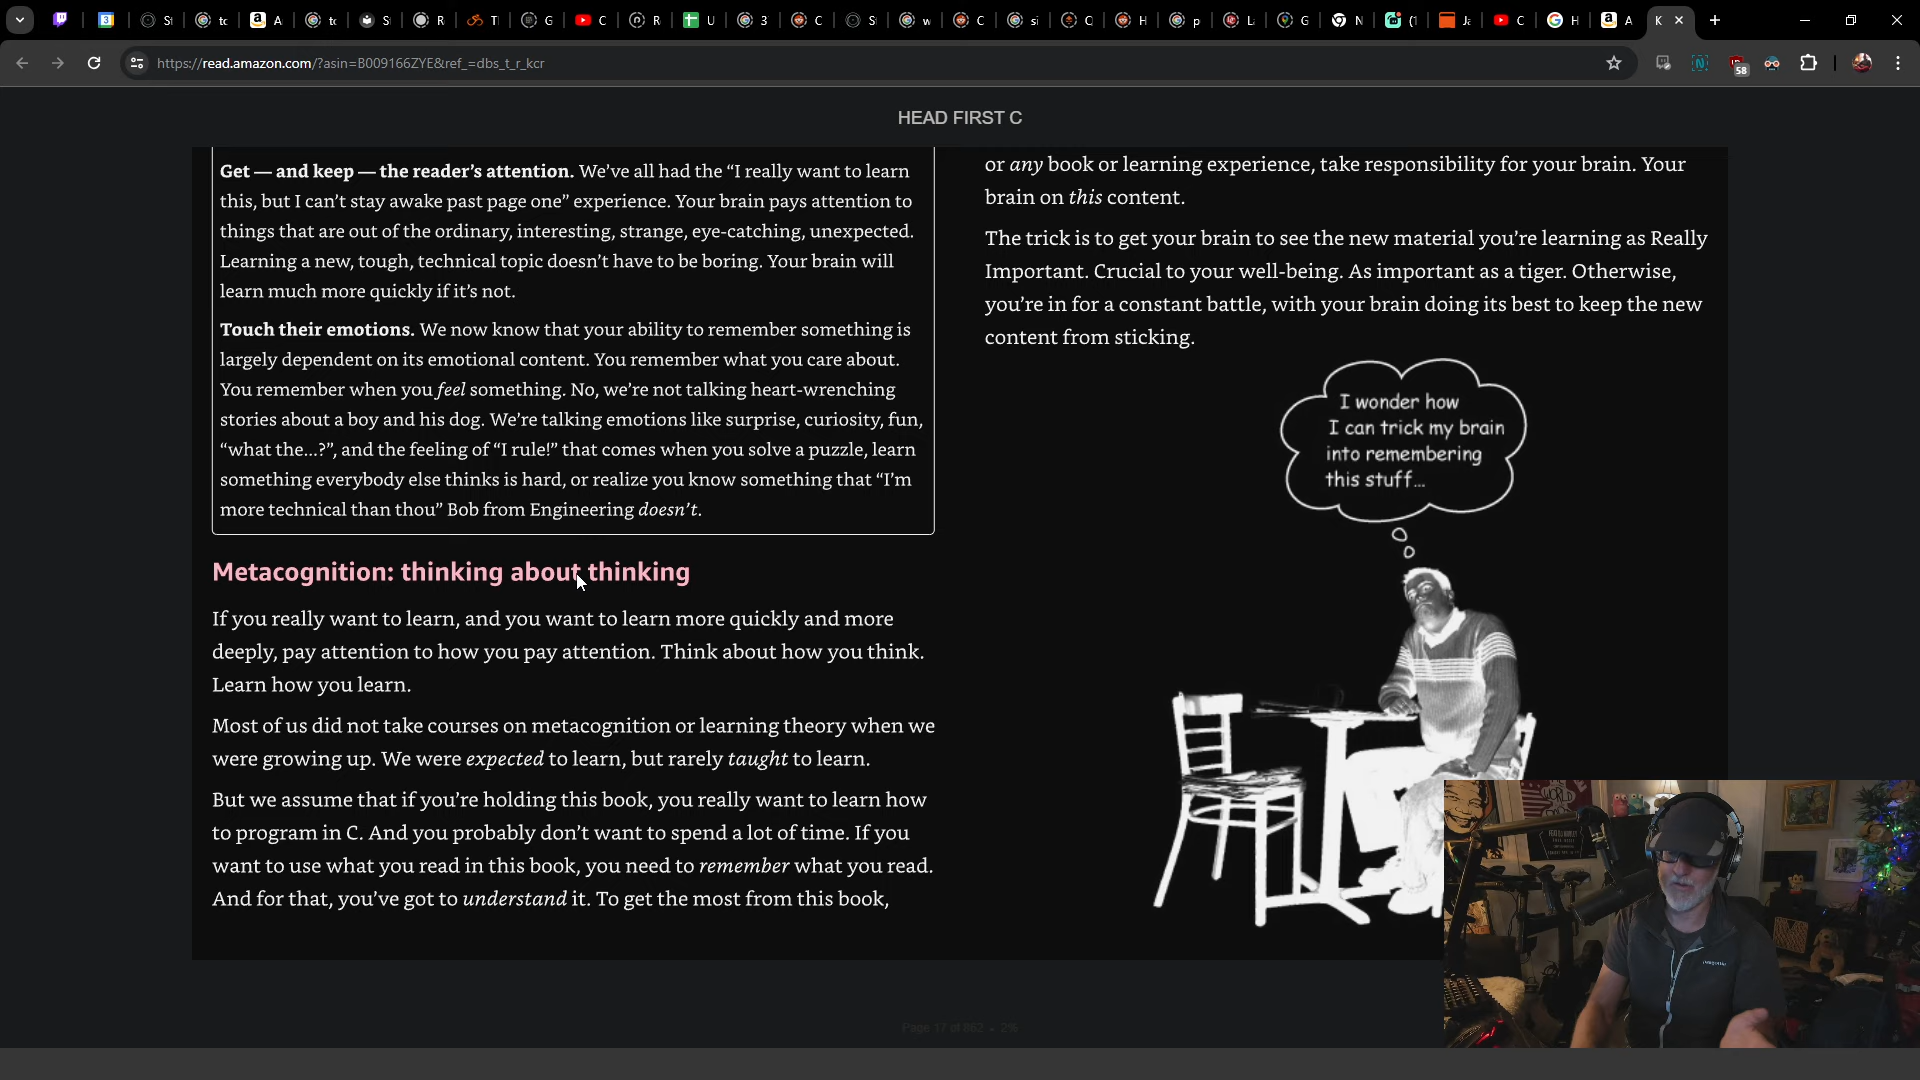 St
tc
A
tc
S
R
Tl
G
C
R
U
3
C
S
w
C
si
C
H
p
Li
G
N
(1
Ja
C
H
A
K
https://read.amazon.com/?asin=B009166ZYE&ref_=dbs_t_r_kcr
58
HEAD FIRST C
Get — and keep — the reader’s attention. We’ve all had the “I really want to learn
this, but I can’t stay awake past page one” experience. Your brain pays attention to
things that are out of the ordinary, interesting, strange, eye-catching, unexpected.
Learning a new, tough, technical topic doesn’t have to be boring. Your brain will
learn much more quickly if it’s not.
Touch their emotions. We now know that your ability to remember something is
largely dependent on its emotional content. You remember what you care about.
You remember when you feel something. No, we’re not talking heart-wrenching
stories about a boy and his dog. We’re talking emotions like surprise, curiosity, fun,
“what the...?”, and the feeling of “I rule!” that comes when you solve a puzzle, learn
something everybody else thinks is hard, or realize you know something that “I’m
more technical than thou” Bob from Engineering doesn’t.
Metacognition: thinking about thinking
If you really want to learn, and you want to learn more quickly and more
deeply, pay attention to how you pay attention. Think about how you think.
Learn how you learn.
Most of us did not take courses on metacognition or learning theory when we
were growing up. We were expected to learn, but rarely taught to learn.
But we assume that if you’re holding this book, you really want to learn how
to program in C. And you probably don’t want to spend a lot of time. If you
want to use what you read in this book, you need to remember what you read.
And for that, you’ve got to understand it. To get the most from this book,
or any book or learning experience, take responsibility for your brain. Your
brain on this content.
The trick is to get your brain to see the new material you’re learning as Really
Important. Crucial to your well-being. As important as a tiger. Otherwise,
you’re in for a constant battle, with your brain doing its best to keep the new
content from sticking.
I wonder how
I can trick my brain
into remembering
this stuff...
Page 17 of 862 • 2%